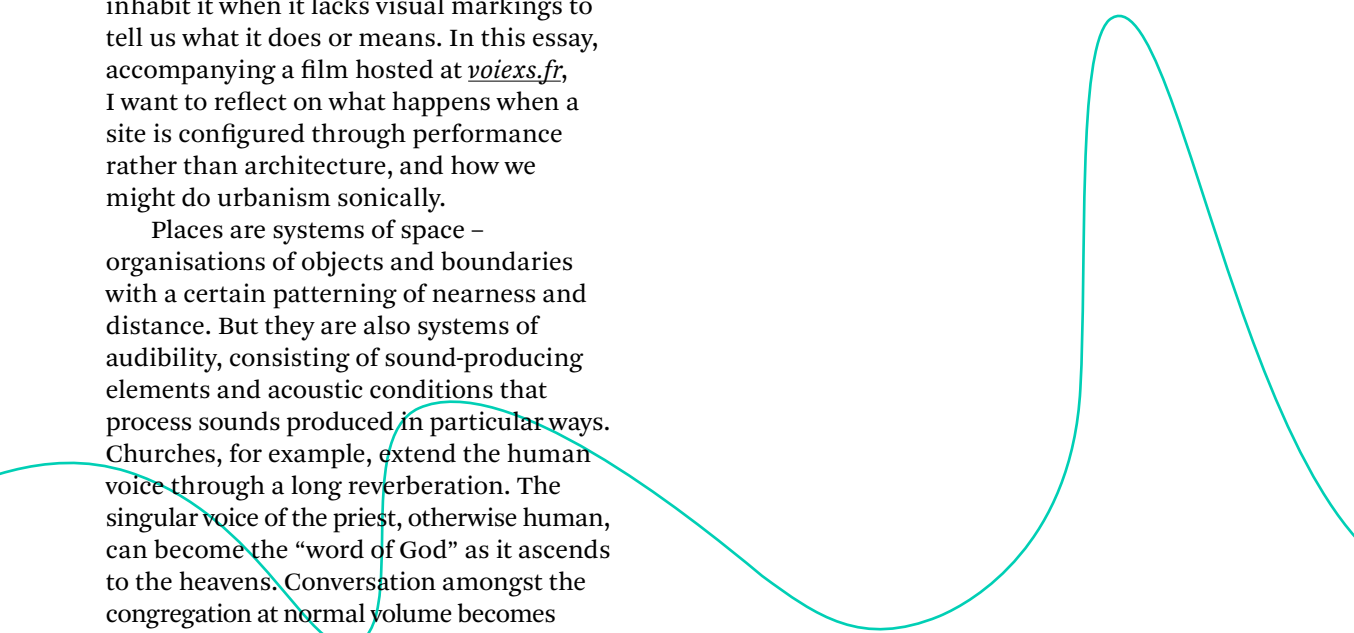 inhabit it when it lacks visual markings to
tell us what it does or means. In this essay,
accompanying a film hosted at voiexs.fr,
I want to reflect on what happens when a
site is configured through performance
rather than architecture, and how we
might do urbanism sonically.
Places are systems of space –
organisations of objects and boundaries
with a certain patterning of nearness and
distance. But they are also systems of
audibility, consisting of sound-producing
elements and acoustic conditions that
process sounds produced in particular ways.
Churches, for example, extend the human
voice through a long reverberation. The
singular voice of the priest, otherwise human,
can become the “word of God” as it ascends
to the heavens. Conversation amongst the
congregation at normal volume becomes